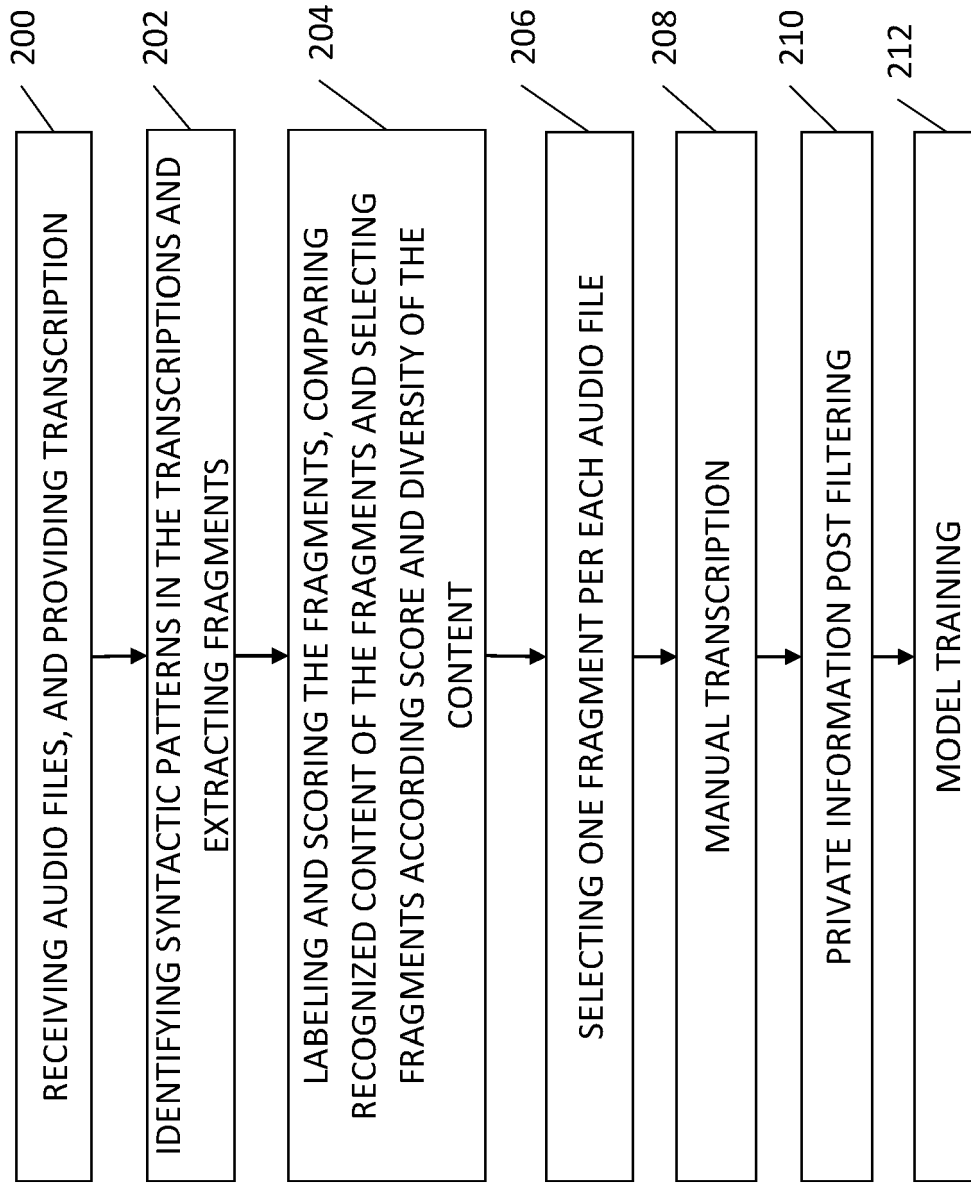 RECEIVING AUDIO FILES, AND PROVIDING TRANSCRIPTION
200
IDENTIFYING SYNTACTIC PATTERNS IN THE TRANSCRIPTIONS AND
EXTRACTING FRAGMENTS
202
LABELING AND SCORING THE FRAGMENTS, COMPARING
RECOGNIZED CONTENT OF THE FRAGMENTS AND SELECTING
FRAGMENTS ACCORDING SCORE AND DIVERSITY OF THE
CONTENT
204
SELECTING ONE FRAGMENT PER EACH AUDIO FILE
206
MANUAL TRANSCRIPTION
208
PRIVATE INFORMATION POST FILTERING
210
MODEL TRAINING
212